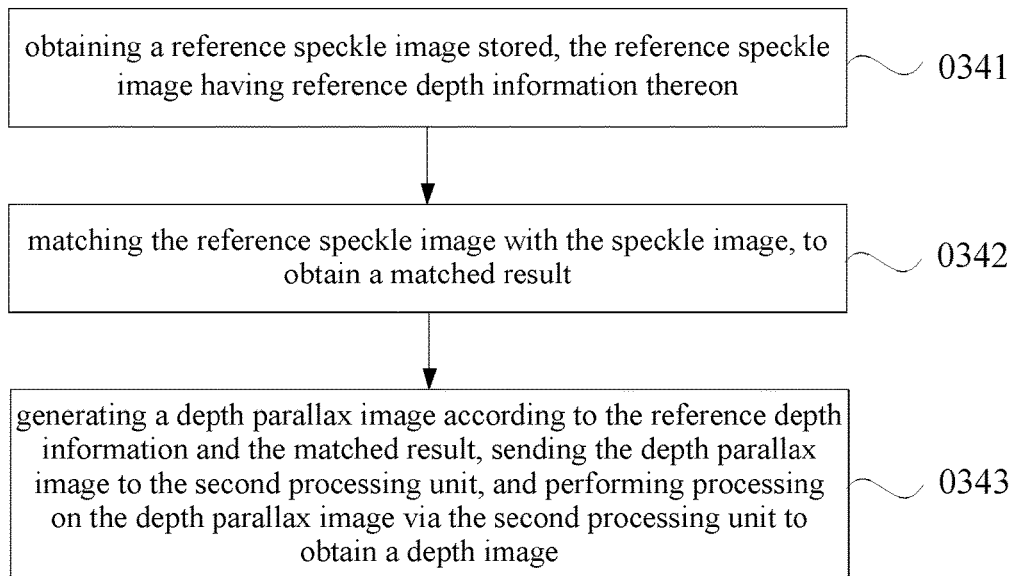 obtaining a reference speckle image stored, the reference speckle
image having reference depth information thereon
0341
matching the reference speckle image with the speckle image, to
obtain a matched result
0342
generating a depth parallax image according to the reference depth
information and the matched result, sending the depth parallax
image to the second processing unit, and performing processing
on the depth parallax image via the second processing unit to
obtain a depth image
0343